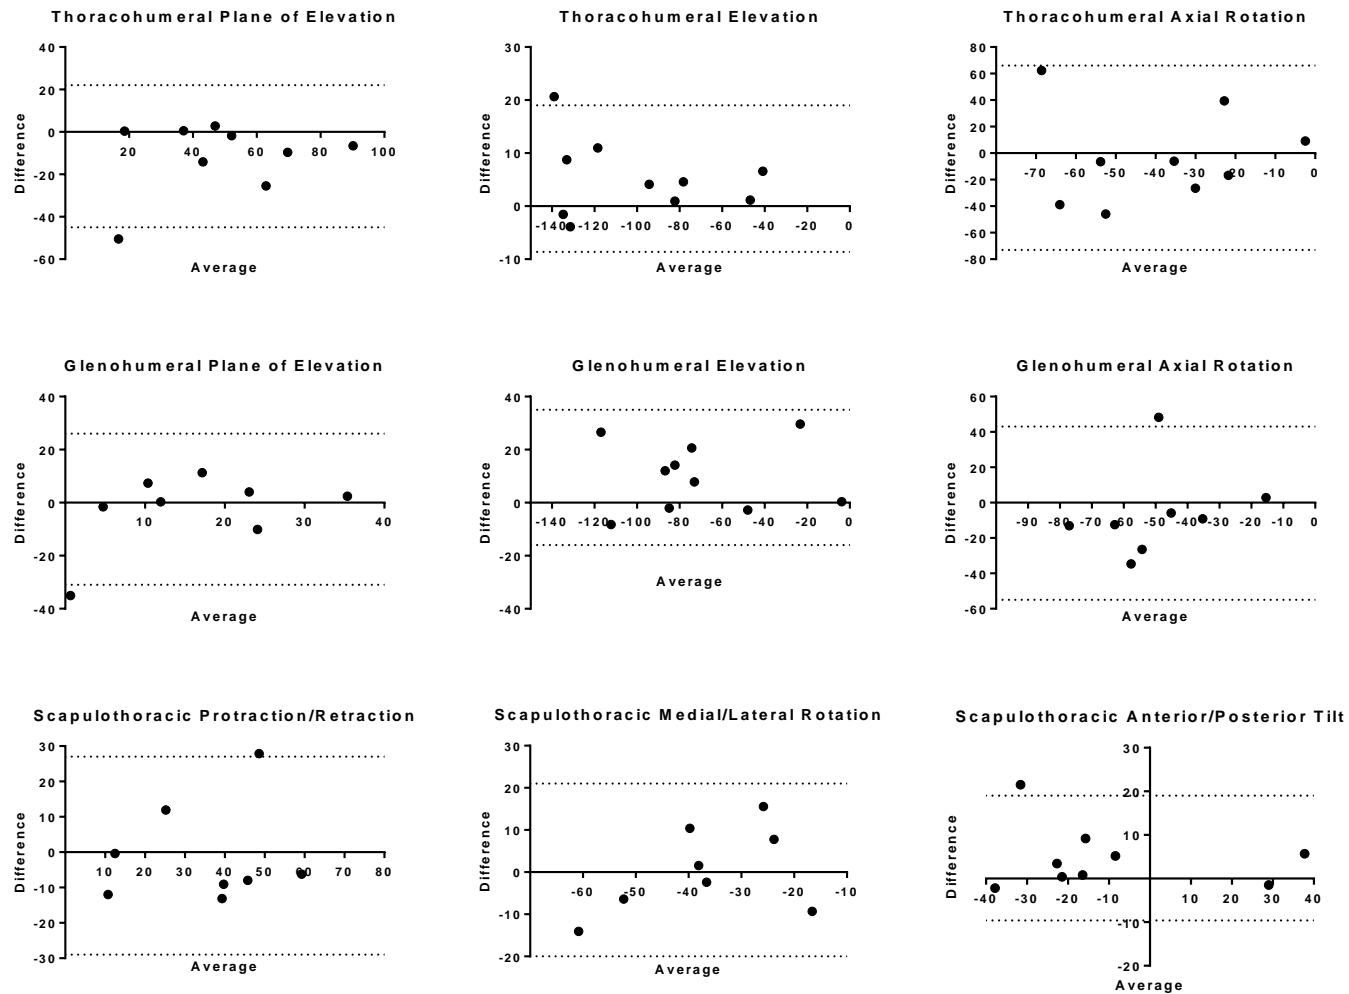 Thoracohumeral Plane of Elevation
40
20
0
-20
-40
-60
20 40 60 80 100
Difference
Average
Thoracohumeral Elevation
30
20
10
0
-10
-140 -120 -100 -80 -60 -40 -20 0
Difference
Average
Thoracohumeral Axial Rotation
80
60
40
20
0
-20
-40
-60
-80
-70 -60 -50 -40 -30 -20 -10 0
Difference
Average
Glenohumeral Plane of Elevation
40
20
0
-20
-40
10 20 30 40
Difference
Average
Glenohumeral Elevation
40
20
0
-20
-40
-140 -120 -100 -80 -60 -40 -20 0
Difference
Average
Glenohumeral Axial Rotation
60
40
20
0
-20
-40
-60
-90 -80 -70 -60 -50 -40 -30 -20 -10 0
Difference
Average
Scapulothoracic Protraction/Retraction
30
20
10
0
-10
-20
-30
10 20 30 40 50 60 70 80
Difference
Average
Scapulothoracic Medial/Lateral Rotation
30
20
10
0
-10
-20
-60 -50 -40 -30 -20 -10
Difference
Average
Scapulothoracic Anterior/Posterior Tilt
30
20
10
-10
-20
-40 -30 -20 -10 10 20 30 40
Difference
Average